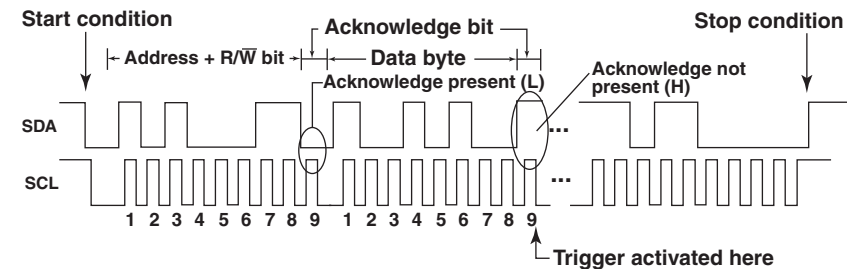 Start condition
Acknowledge bit
Stop condition
Address + R/W̅ bit
Data byte
Acknowledge present (L)
Acknowledge not
present (H)
SDA
...
...
SCL
1 2 3 4 5 6 7 8 9 1 2 3 4 5 6 7 8 9
Trigger activated here